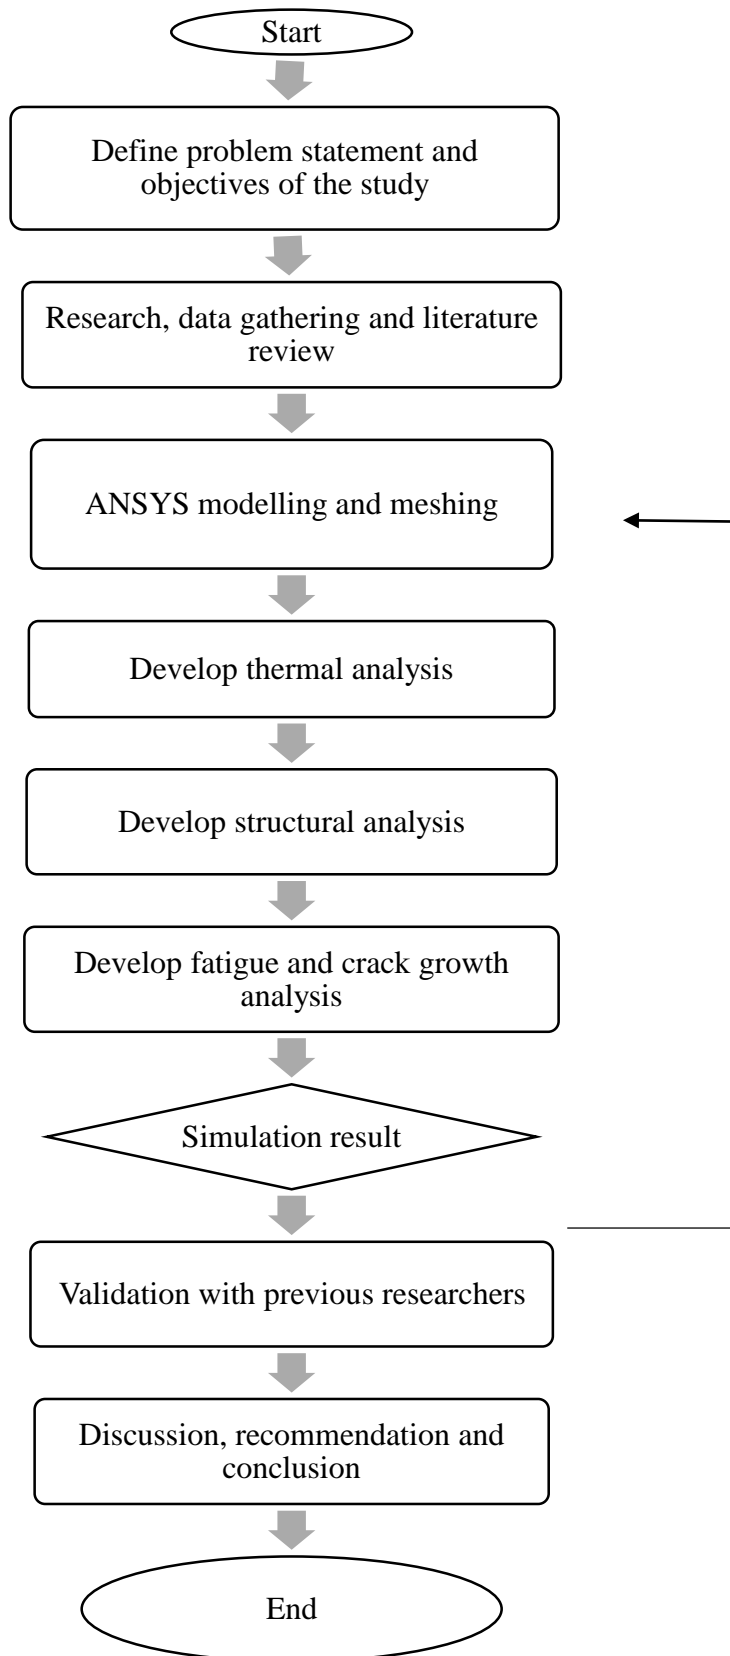 Start
Define problem statement and
objectives of the study
Research, data gathering and literature
review
ANSYS modelling and meshing
Develop thermal analysis
Develop structural analysis
Develop fatigue and crack growth
analysis
Simulation result
Validation with previous researchers
Discussion, recommendation and
conclusion
End